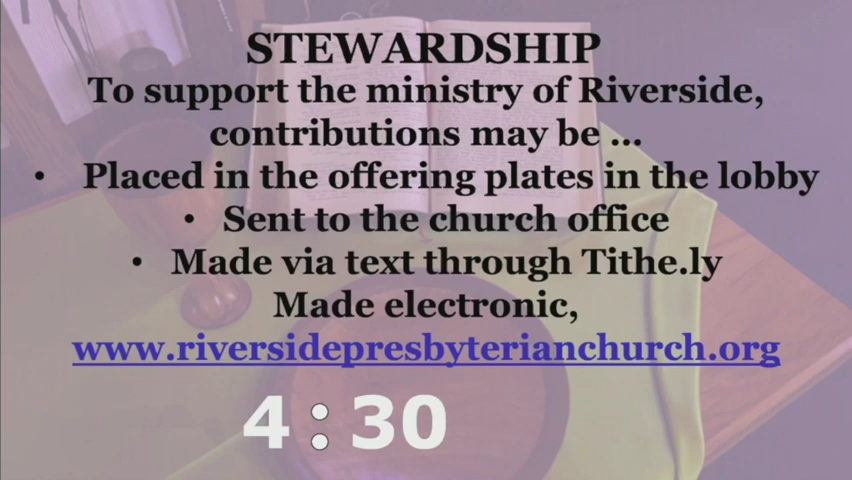 STEWARDSHIP
To support the ministry of Riverside,
contributions may be ...
• Placed in the offering plates in the lobby
• Sent to the church office
• Made via text through Tithe.ly
Made electronic,
www.riversidepresbyterianchurch.org
4:30